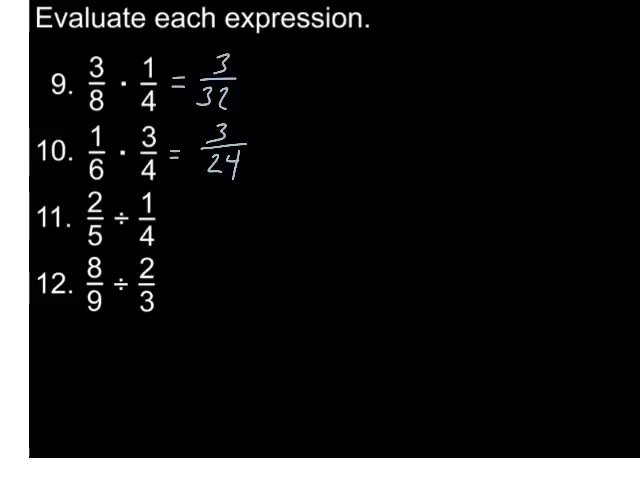 Evaluate each expression.
9. 3/8 · 1/4 = 3/32
10. 1/6 · 3/4 = 3/24
11. 2/5 ÷ 1/4
12. 8/9 ÷ 2/3